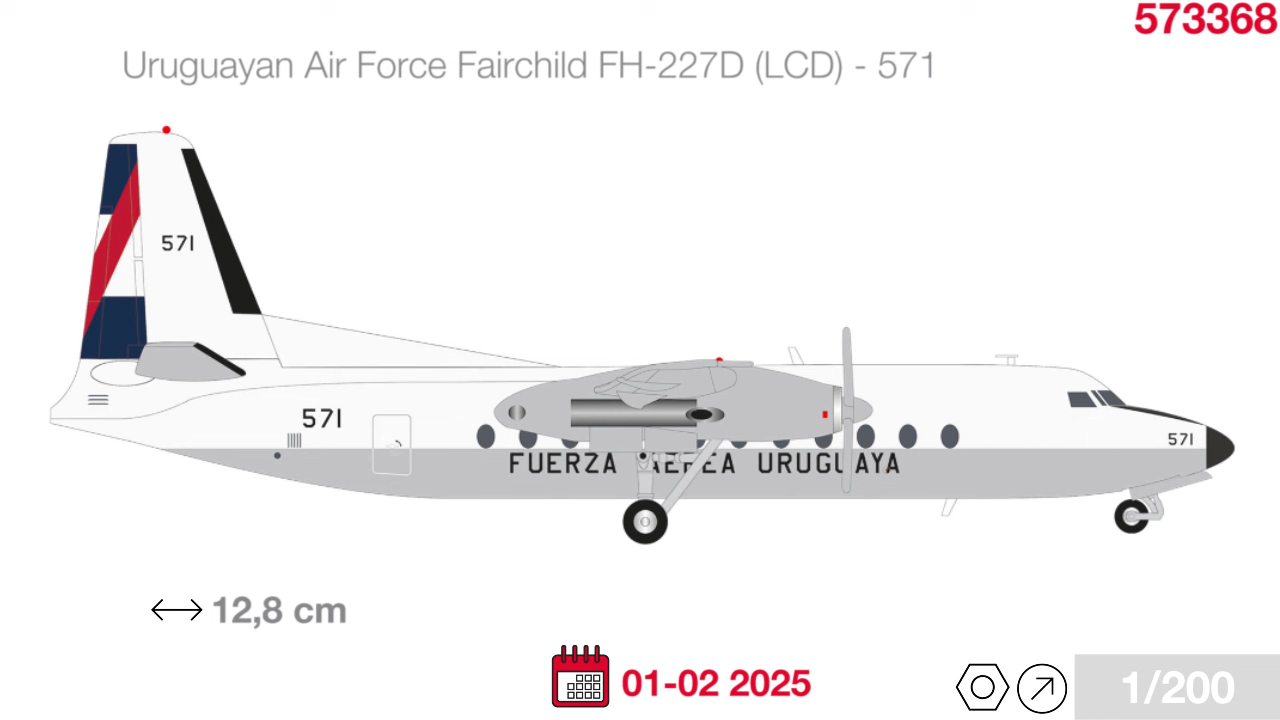 573368
Uruguayan Air Force Fairchild FH-227D (LCD) - 571
571
571
571
FUERZA AEREA URUGUAYA
12,8 cm
01-02 2025
1/200